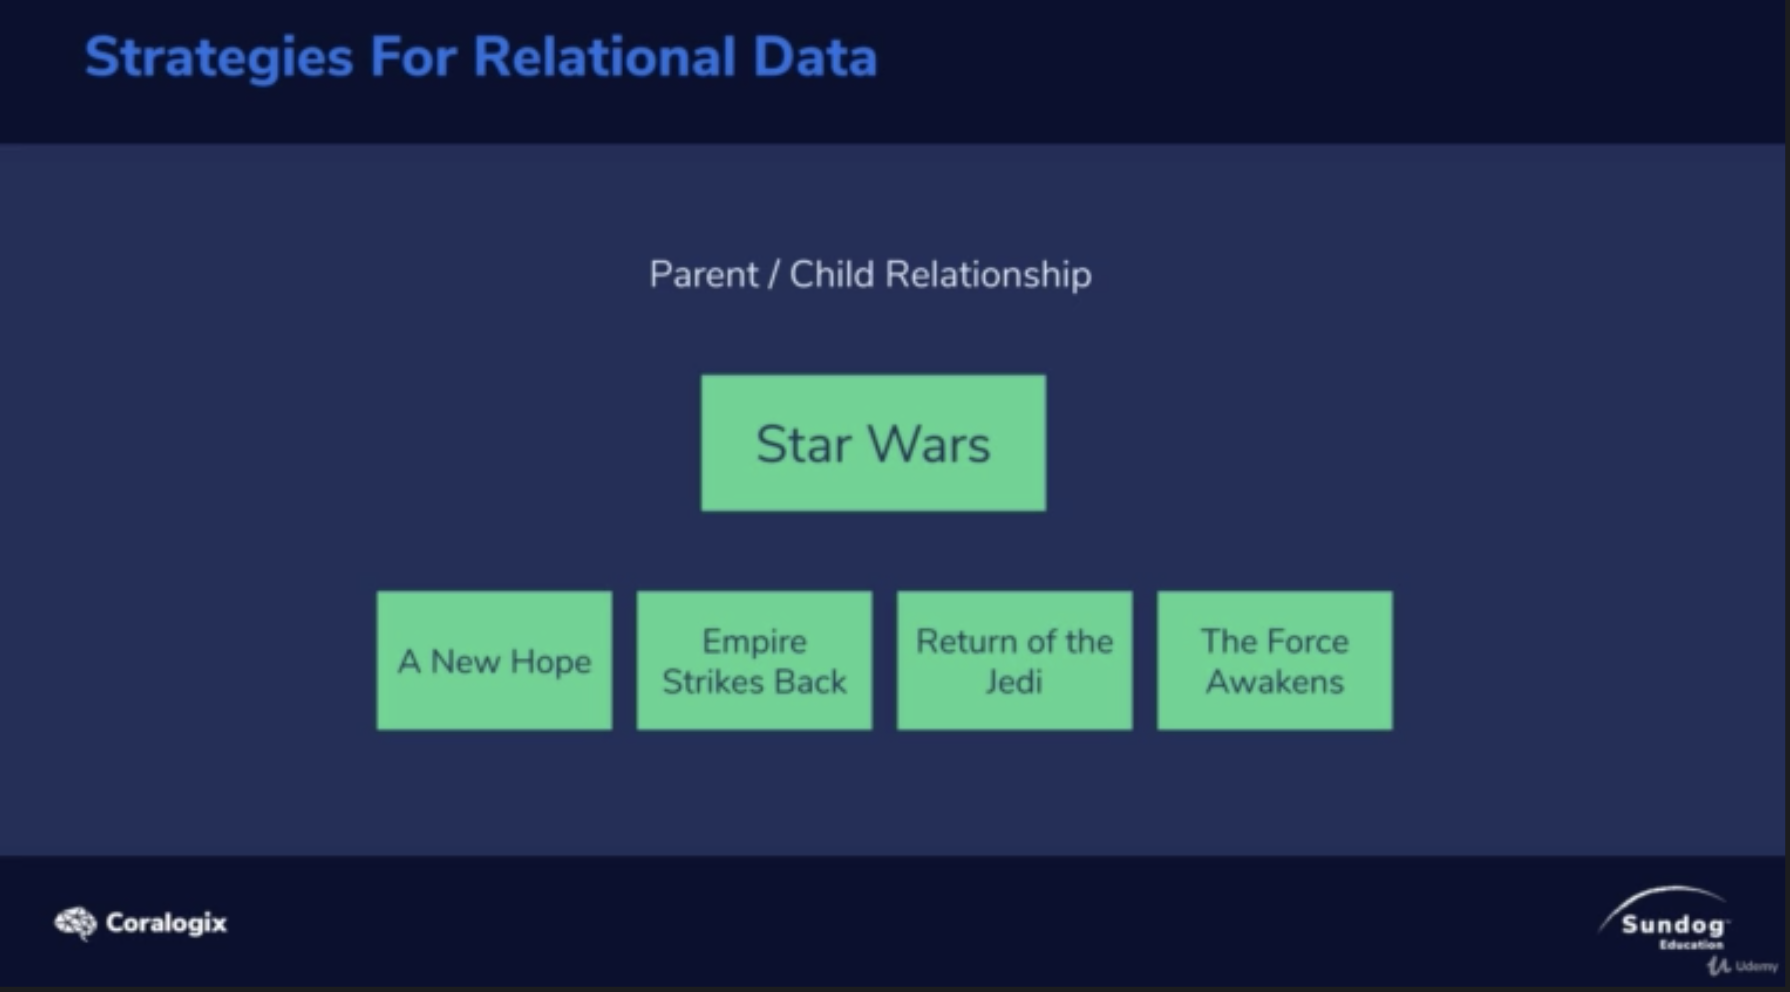 Strategies For Relational Data
Parent / Child Relationship
Star Wars
A New Hope
Empire
Strikes Back
Return of the
Jedi
The Force
Awakens
Coralogix
Sundog
Education
Udemy